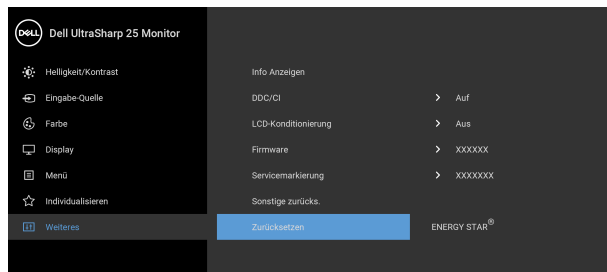 DELL Dell UltraSharp 25 Monitor
Helligkeit/Kontrast Info Anzeigen
Eingabe-Quelle DDC/CI > Auf
Farbe LCD-Konditionierung > Aus
Display Firmware > XXXXXX
Menü Servicemarkierung > XXXXXXX
Individualisieren Sonstige zurücks.
Weiteres Zurücksetzen ENERGY STAR®